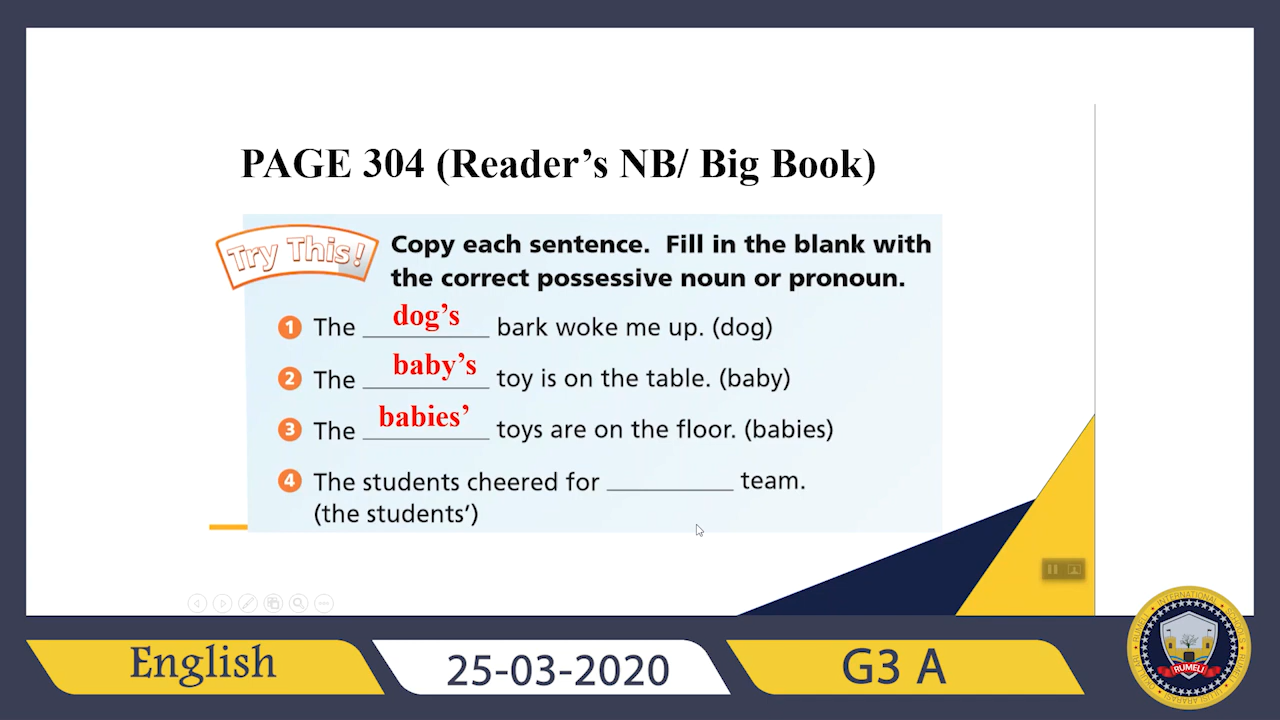 PAGE 304 (Reader’s NB/ Big Book)
Try This!
Copy each sentence. Fill in the blank with
the correct possessive noun or pronoun.
1 The dog’s bark woke me up. (dog)
2 The baby’s toy is on the table. (baby)
3 The babies’ toys are on the floor. (babies)
4 The students cheered for __________ team.
(the students’)
English
25-03-2020
G3 A
RUMELI